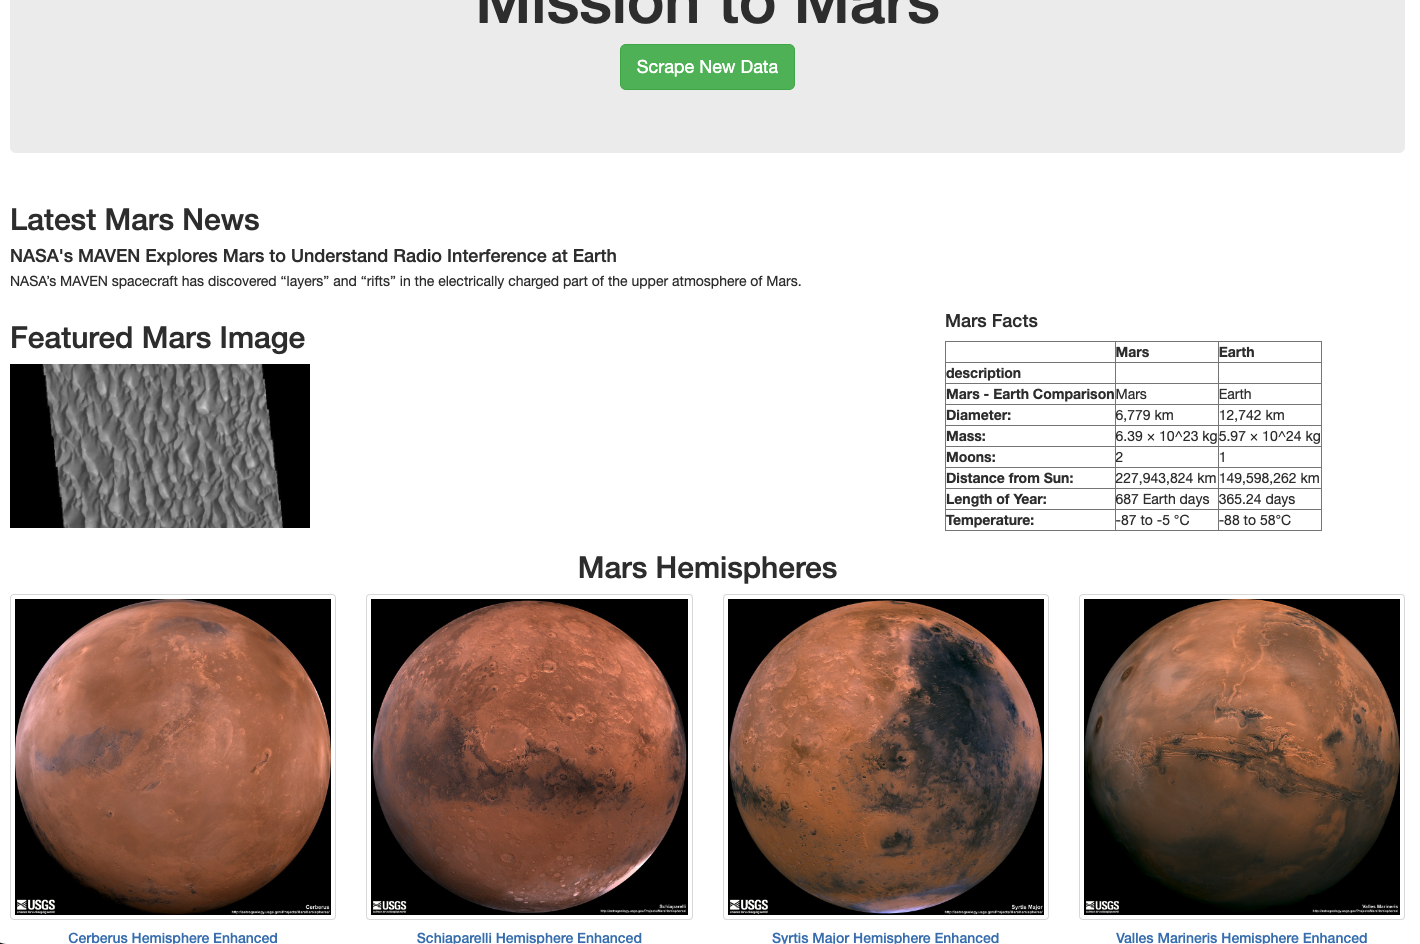 Mission to Mars
Scrape New Data
Latest Mars News
NASA's MAVEN Explores Mars to Understand Radio Interference at Earth
NASA’s MAVEN spacecraft has discovered “layers” and “rifts” in the electrically charged part of the upper atmosphere of Mars.
Featured Mars Image
Mars Facts
Mars Earth
description
Mars - Earth Comparison Mars Earth
Diameter: 6,779 km 12,742 km
Mass: 6.39 × 10^23 kg 5.97 × 10^24 kg
Moons: 2 1
Distance from Sun: 227,943,824 km 149,598,262 km
Length of Year: 687 Earth days 365.24 days
Temperature: -87 to -5 °C -88 to 58°C
Mars Hemispheres
USGS Cerberus
USGS Schiaparelli
USGS Syrtis Major
USGS Valles Marineris
Cerberus Hemisphere Enhanced
Schiaparelli Hemisphere Enhanced
Syrtis Major Hemisphere Enhanced
Valles Marineris Hemisphere Enhanced